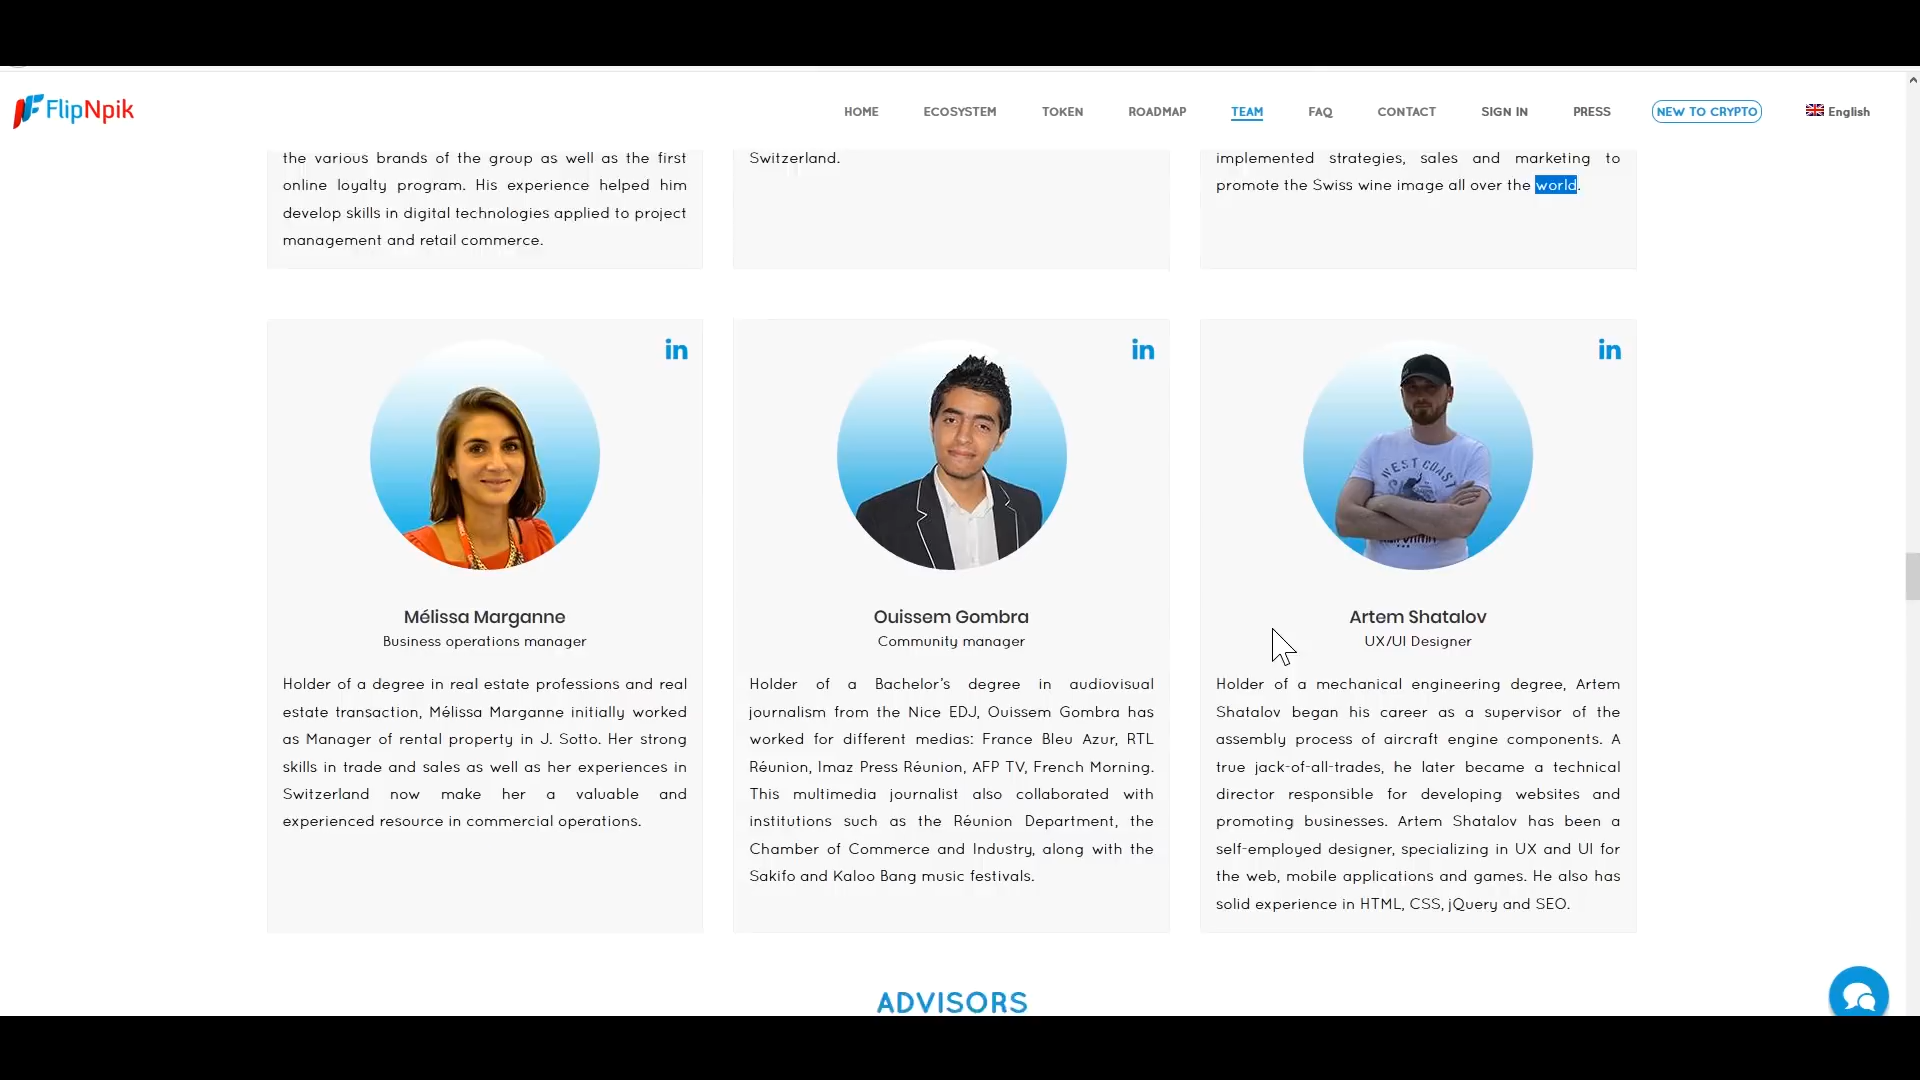 FlipNpik
HOME ECOSYSTEM TOKEN ROADMAP TEAM FAQ CONTACT SIGN IN PRESS NEW TO CRYPTO English
the various brands of the group as well as the first
online loyalty program. His experience helped him
develop skills in digital technologies applied to project
management and retail commerce.
Switzerland.
implemented strategies, sales and marketing to
promote the Swiss wine image all over the world.
in
Mélissa Marganne
Business operations manager
Holder of a degree in real estate professions and real
estate transaction, Mélissa Marganne initially worked
as Manager of rental property in J. Sotto. Her strong
skills in trade and sales as well as her experiences in
Switzerland now make her a valuable and
experienced resource in commercial operations.
in
Ouissem Gombra
Community manager
Holder of a Bachelor’s degree in audiovisual
journalism from the Nice EDJ, Ouissem Gombra has
worked for different medias: France Bleu Azur, RTL
Réunion, Imaz Press Réunion, AFP TV, French Morning.
This multimedia journalist also collaborated with
institutions such as the Réunion Department, the
Chamber of Commerce and Industry, along with the
Sakifo and Kaloo Bang music festivals.
in
WEST COAST
Artem Shatalov
UX/UI Designer
Holder of a mechanical engineering degree, Artem
Shatalov began his career as a supervisor of the
assembly process of aircraft engine components. A
true jack-of-all-trades, he later became a technical
director responsible for developing websites and
promoting businesses. Artem Shatalov has been a
self-employed designer, specializing in UX and UI for
the web, mobile applications and games. He also has
solid experience in HTML, CSS, jQuery and SEO.
ADVISORS